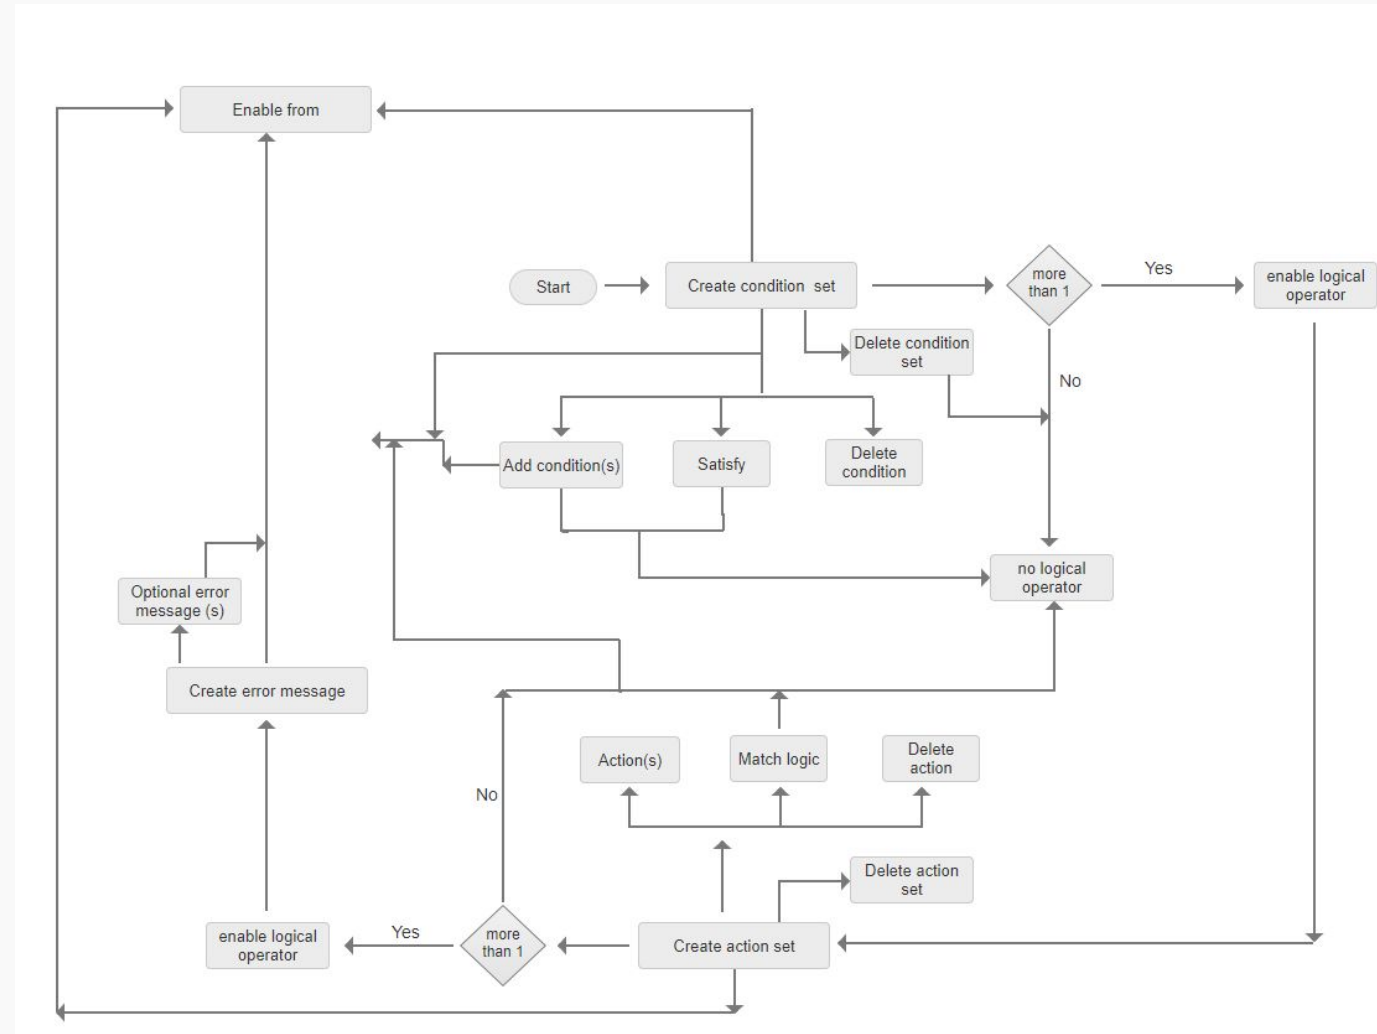 Enable from
Start
Create condition  set
more
than 1
Yes
enable logical
operator
Delete condition
set
No
Add condition(s)
Satisfy
Delete
condition
no logical
operator
Optional error
message (s)
Create error message
Action(s)
Match logic
Delete
action
No
Delete action
set
enable logical
operator
Yes
more
than 1
Create action set